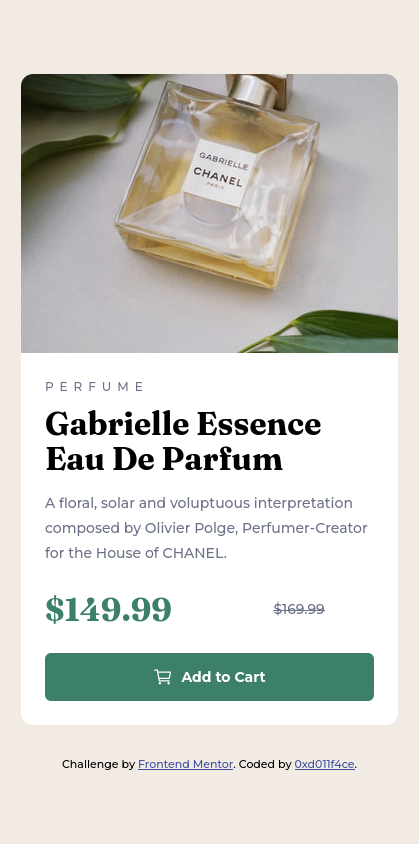 GABRIELLE
CHANEL
PARIS
PERFUME
Gabrielle Essence
Eau De Parfum
A floral, solar and voluptuous interpretation
composed by Olivier Polge, Perfumer-Creator
for the House of CHANEL.
$149.99 $169.99
Add to Cart
Challenge by Frontend Mentor. Coded by 0xd011f4ce.